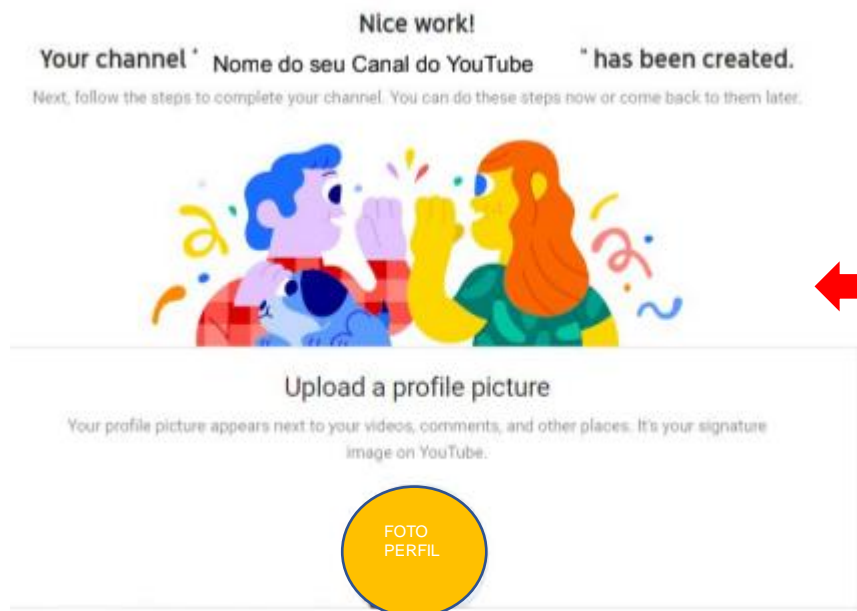 Nice work!
Your channel " Nome do seu Canal do YouTube " has been created.
Next, follow the steps to complete your channel. You can do these steps now or come back to them later.
Upload a profile picture
Your profile picture appears next to your videos, comments, and other places. It's your signature
image on YouTube.
FOTO
PERFIL